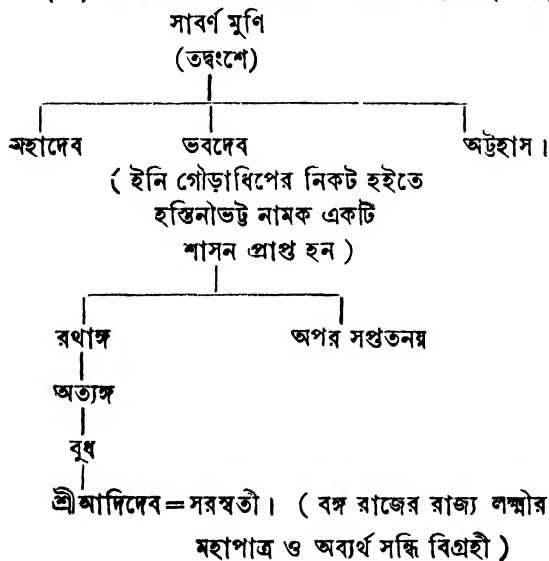 সাবর্ণ মুণি
(তদ্বংশে)
মহাদেব ভবদেব অট্টহাস।
( ইনি গৌড়াধিপের নিকট হইতে
হস্তিনীভট্ট নামক একটি
শাসন প্রাপ্ত হন )
রথাঙ্গ অপর সপ্ততনয়
অত্যঙ্গ
বুধ
শ্রীআদিদেব = সরস্বতী। ( বঙ্গ রাজের রাজ্য লক্ষ্মীর
মহাপাত্র ও অব্যর্থ সন্ধি বিগ্রহী )